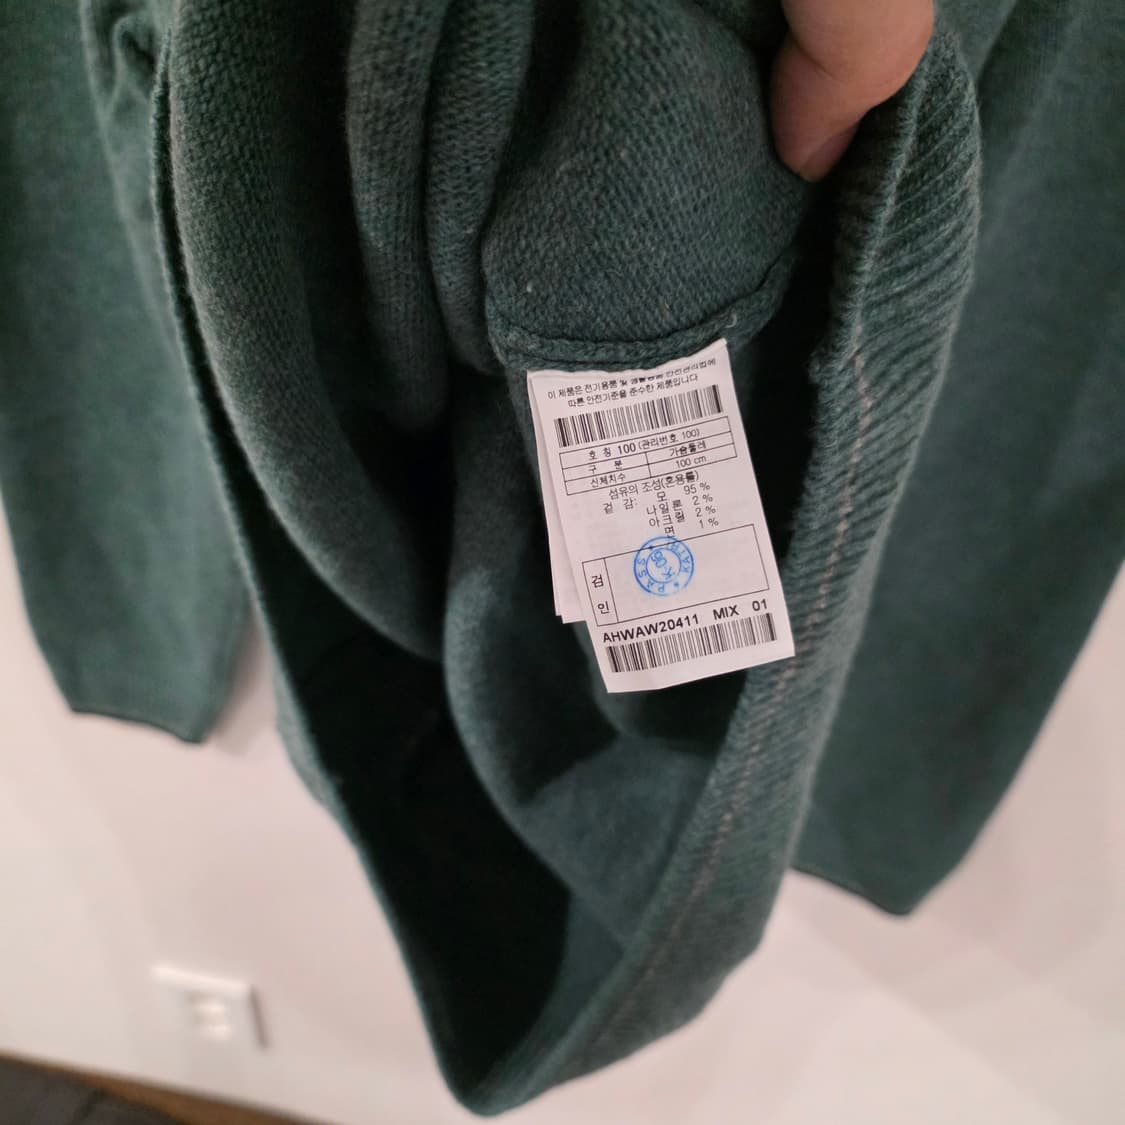 이 제품은 전기용품 및 생활용품 안전관리법에
따른 안전기준을 준수한 제품입니다
호 칭 100 (관리번호 100)
구 분 가슴둘레
신체치수 100 cm
섬유의 조성(혼용률)
겉 감: 모 95 %
나일론 2 %
아크릴 2 %
면 1 %
검
인
PASS
AHWAW20411 MIX 01